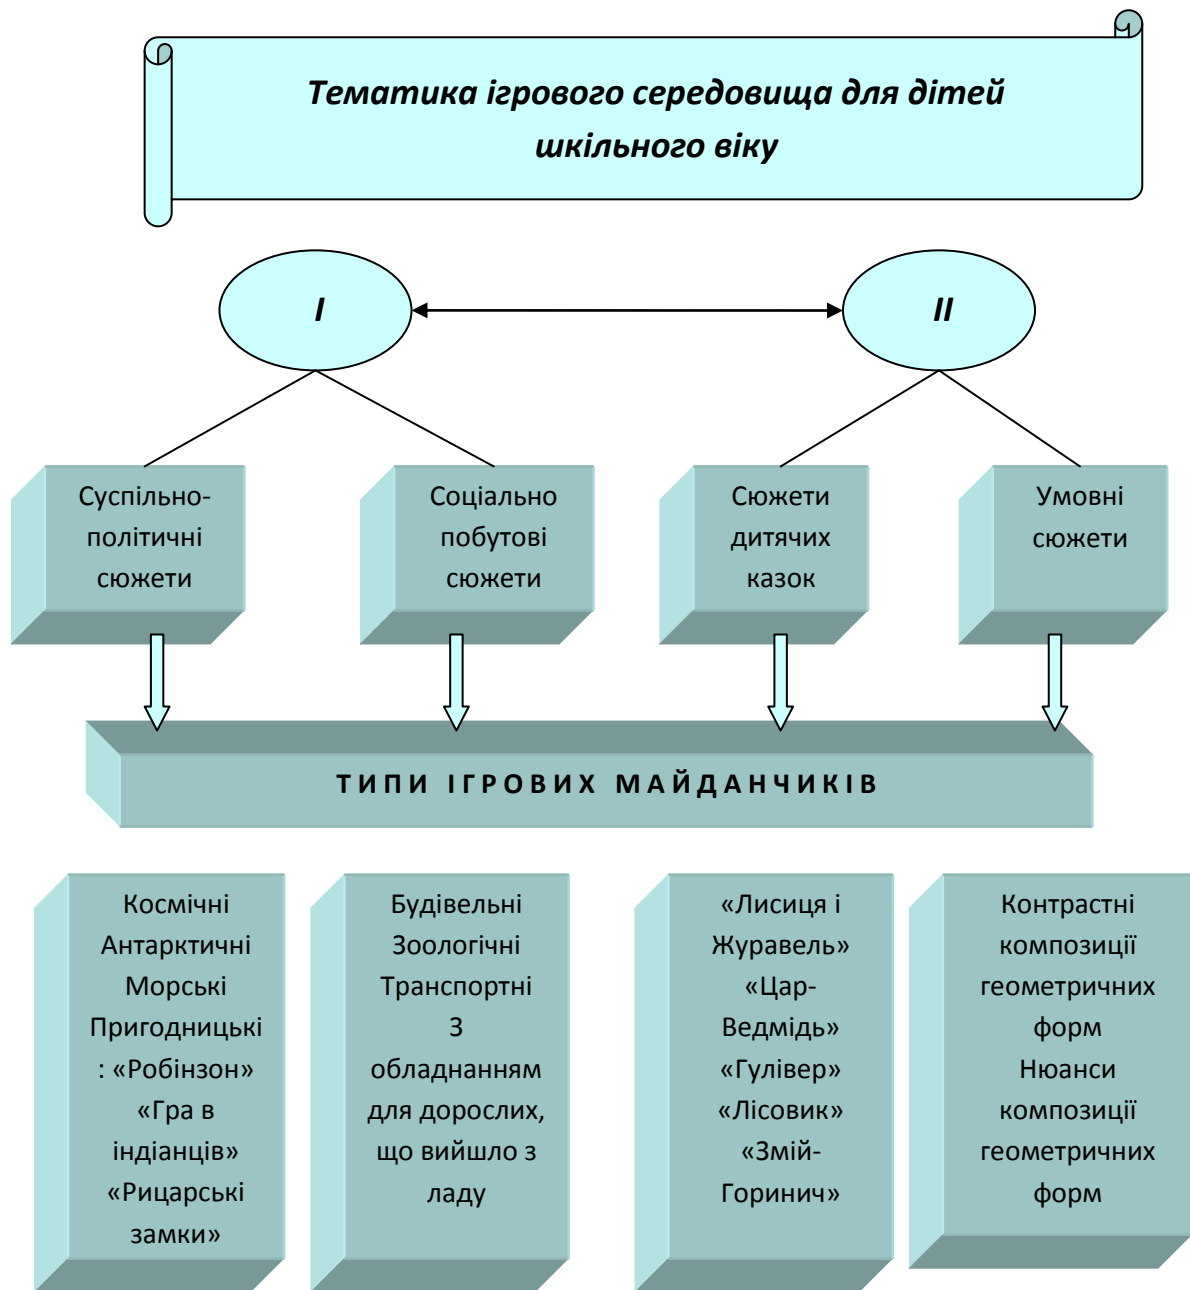 Тематика ігрового середовища для дітей
шкільного віку
I
II
Суспільно-
політичні
сюжети
Соціально
побутові
сюжети
Сюжети
дитячих
казок
Умовні
сюжети
ТИПИ ІГРОВИХ МАЙДАНЧИКІВ
Космічні
Антарктичні
Морські
Пригодницькі
: «Робінзон»
«Гра в
індіанців»
«Рицарські
замки»
Будівельні
Зоологічні
Транспортні
З
обладнанням
для дорослих,
що вийшло з
ладу
«Лисиця і
Журавель»
«Цар-
Ведмідь»
«Гулівер»
«Лісовик»
«Змій-
Горинич»
Контрастні
композиції
геометричних
форм
Нюанси
композиції
геометричних
форм